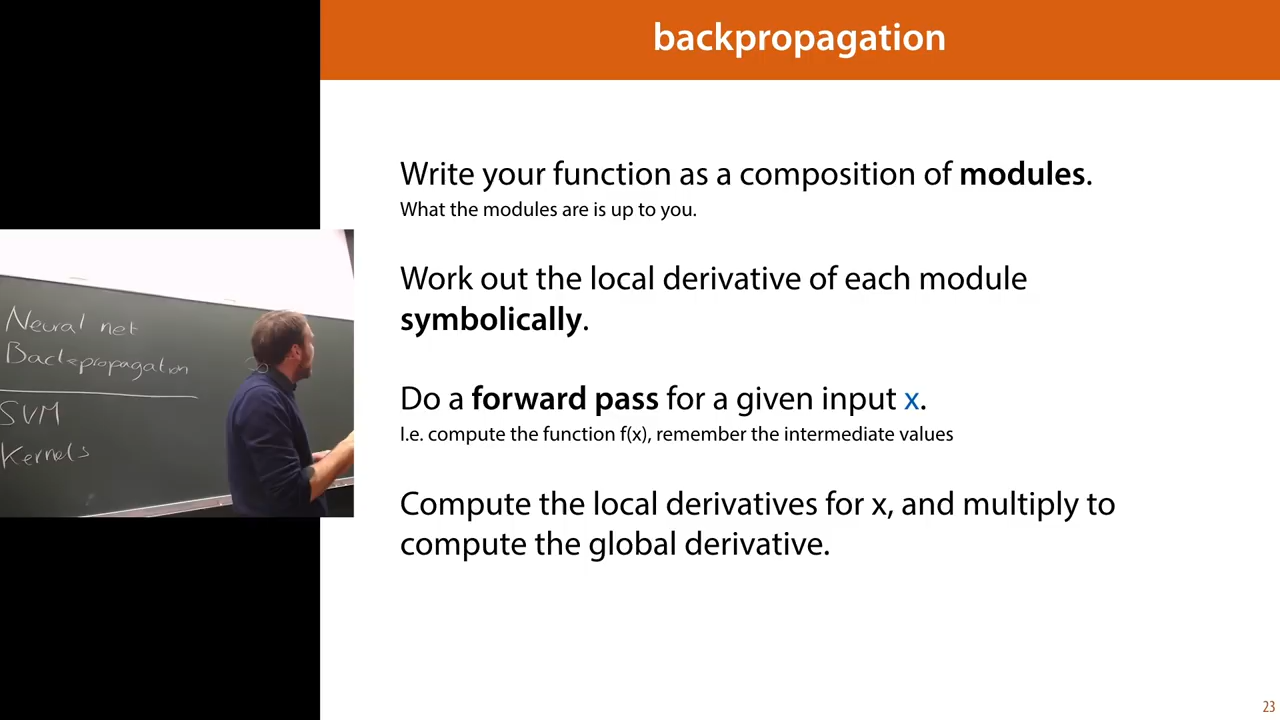 backpropagation
Write your function as a composition of modules.
What the modules are is up to you.
Work out the local derivative of each module
symbolically.
Do a forward pass for a given input x.
I.e. compute the function f(x), remember the intermediate values
Compute the local derivatives for x, and multiply to
compute the global derivative.
23
Neural net
Backpropagation
SVM
Kernels